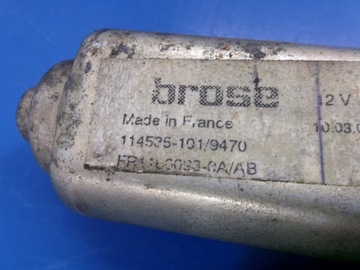 brose
12 V
Made in France
10.03.0
114535-101/9470